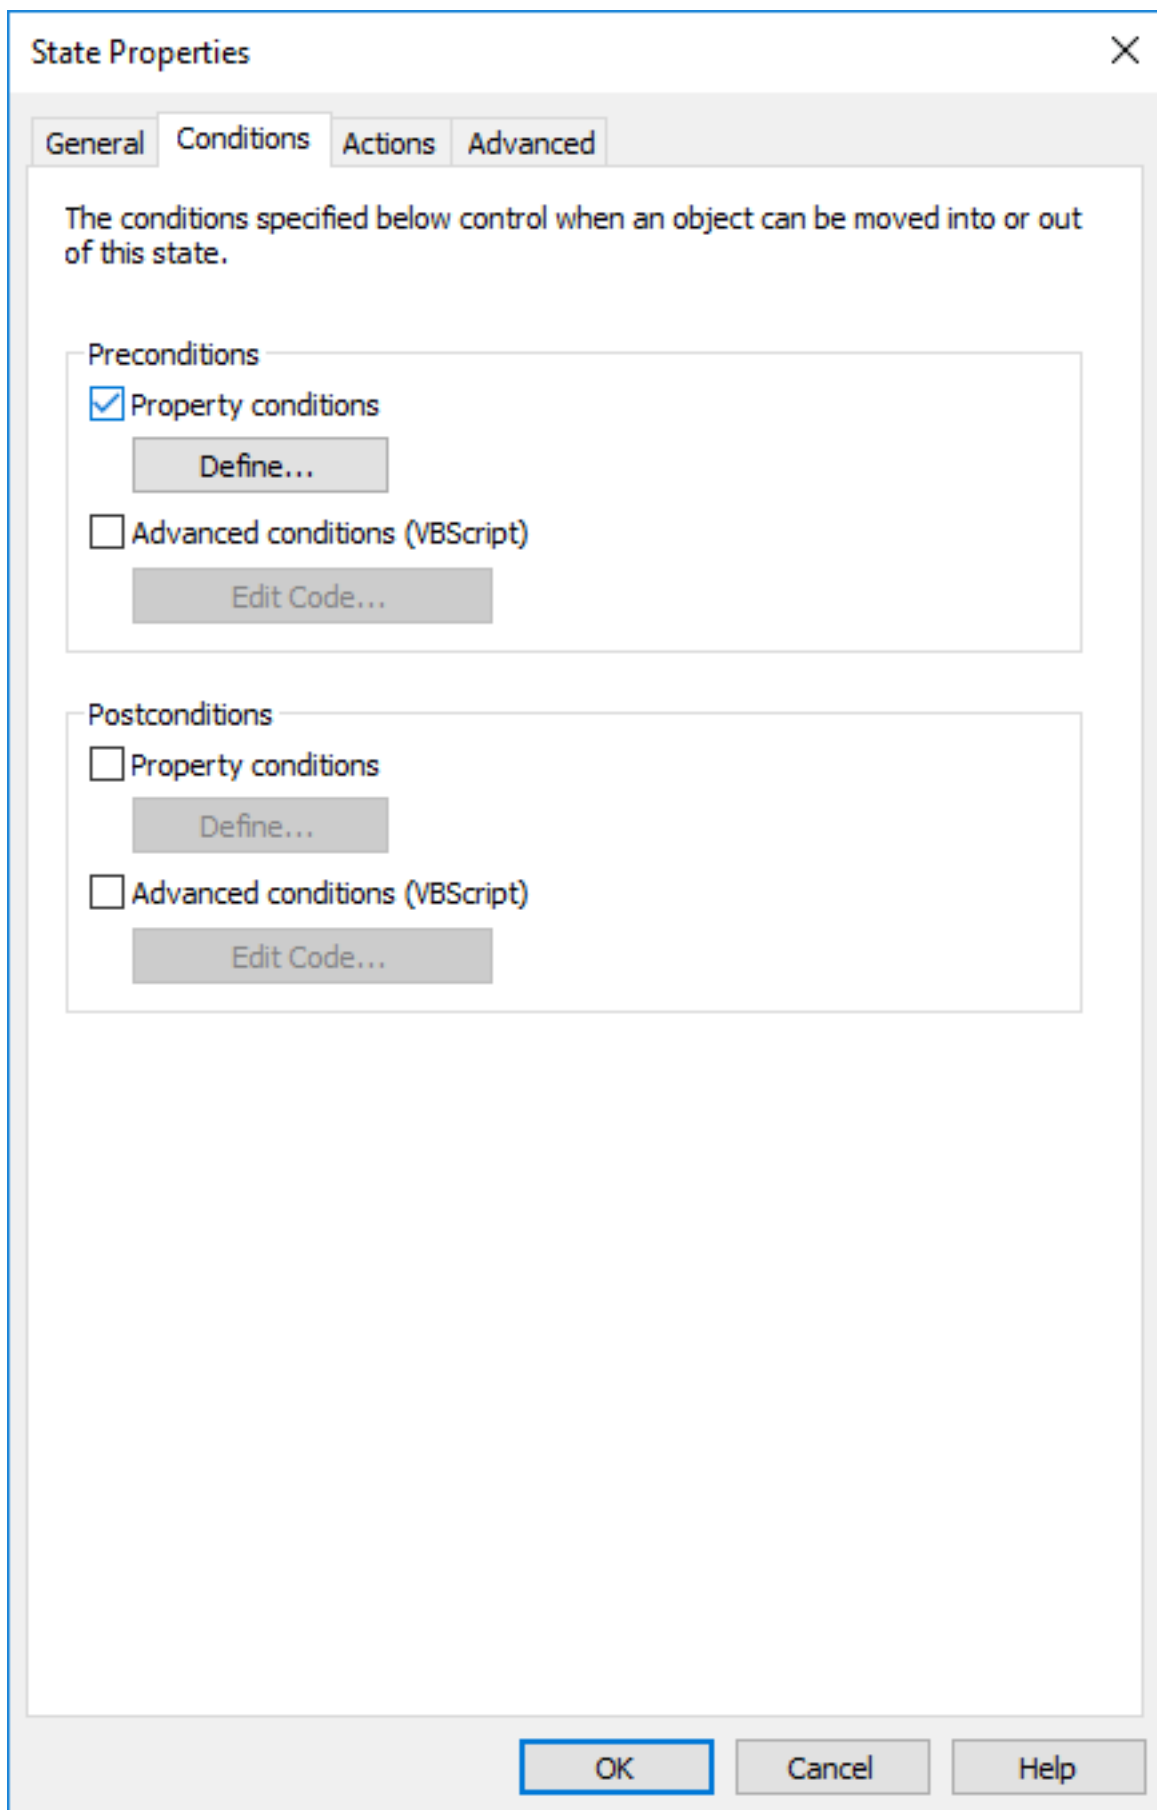 State Properties
General Conditions Actions Advanced
The conditions specified below control when an object can be moved into or out
of this state.
Preconditions
Property conditions
Define...
Advanced conditions (VBScript)
Edit Code...
Postconditions
Property conditions
Define...
Advanced conditions (VBScript)
Edit Code...
OK Cancel Help